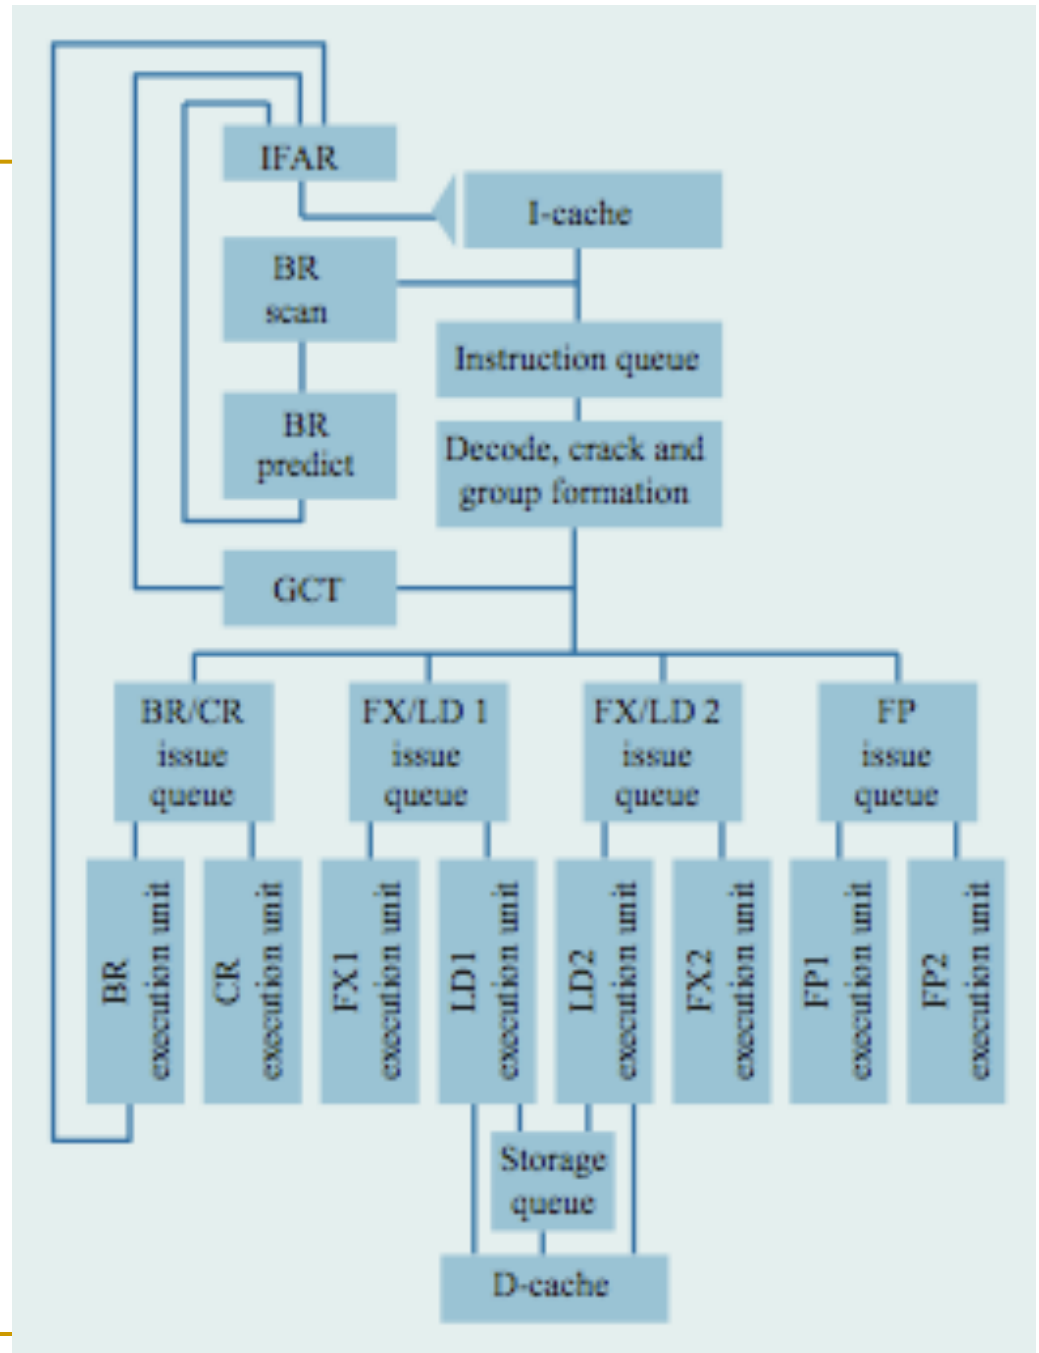 IFAR
I-cache
BR
scan
Instruction queue
BR
predict
Decode, crack and
group formation
GCT
BR/CR
issue
queue
FX/LD 1
issue
queue
FX/LD 2
issue
queue
FP
issue
queue
BR
execution unit
CR
execution unit
FX1
execution unit
LD1
execution unit
LD2
execution unit
FX2
execution unit
FP1
execution unit
FP2
execution unit
Storage
queue
D-cache